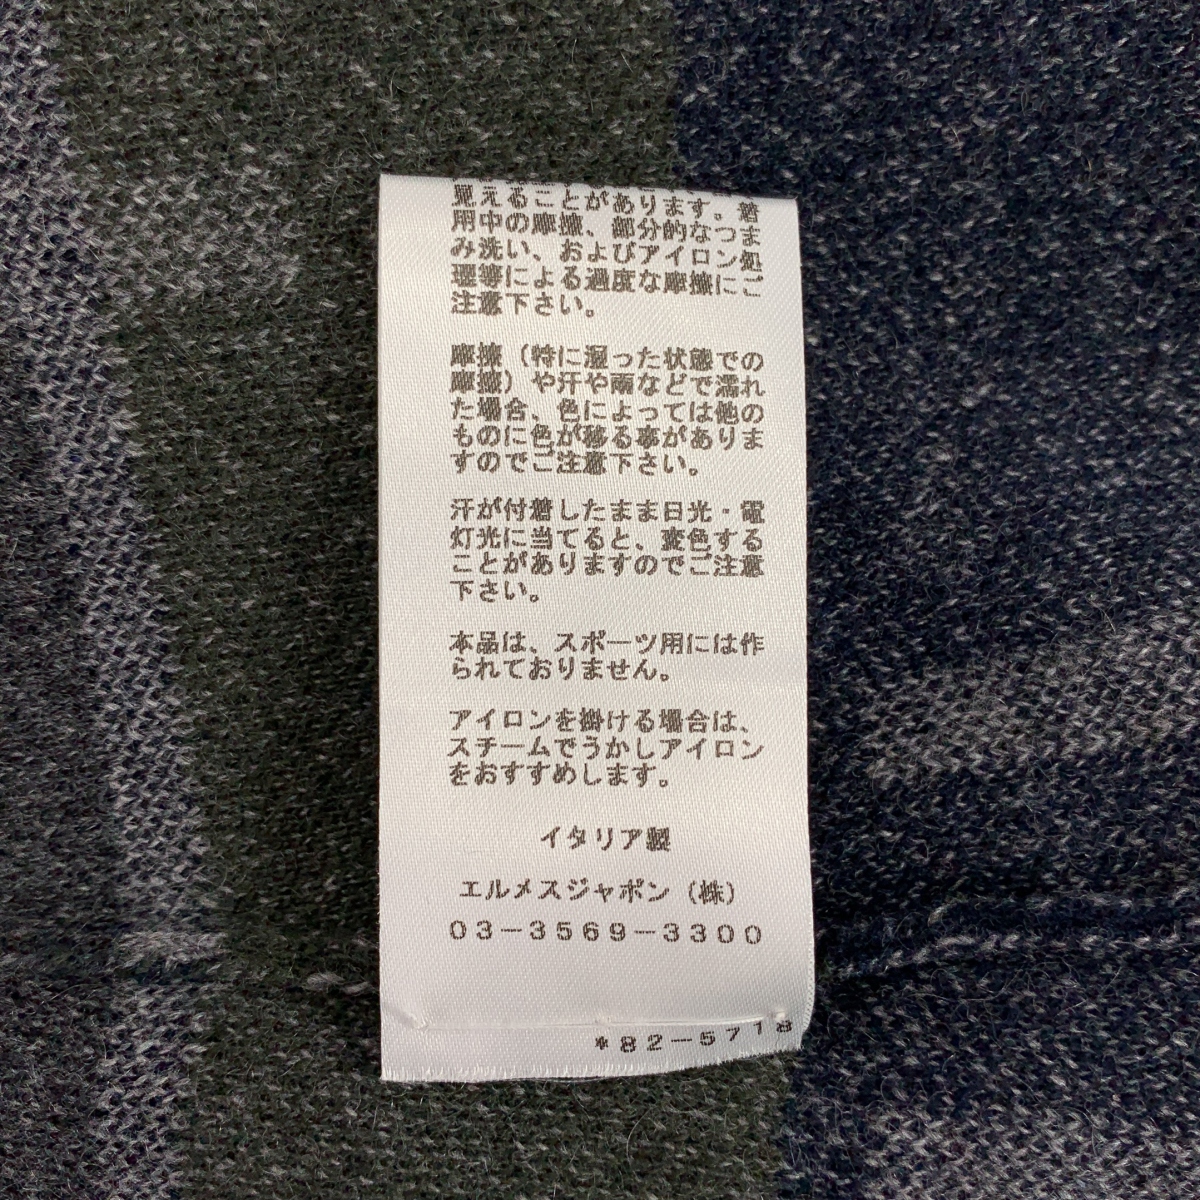 見えることがあります。着
用中の摩擦、部分的なつま
み洗い、およびアイロン処
理等による過度な摩擦にご
注意下さい。
摩擦（特に湿った状態での
摩擦）や汗や雨などで濡れ
た場合、色によっては他の
ものに色が移る事がありま
すのでご注意下さい。
汗が付着したまま日光・電
灯光に当てると、変色する
ことがありますのでご注意
下さい。
本品は、スポーツ用には作
られておりません。
アイロンを掛ける場合は、
スチームでうかしアイロン
をおすすめします。
イタリア製
エルメスジャポン（株）
03-3569-3300
*82-5718